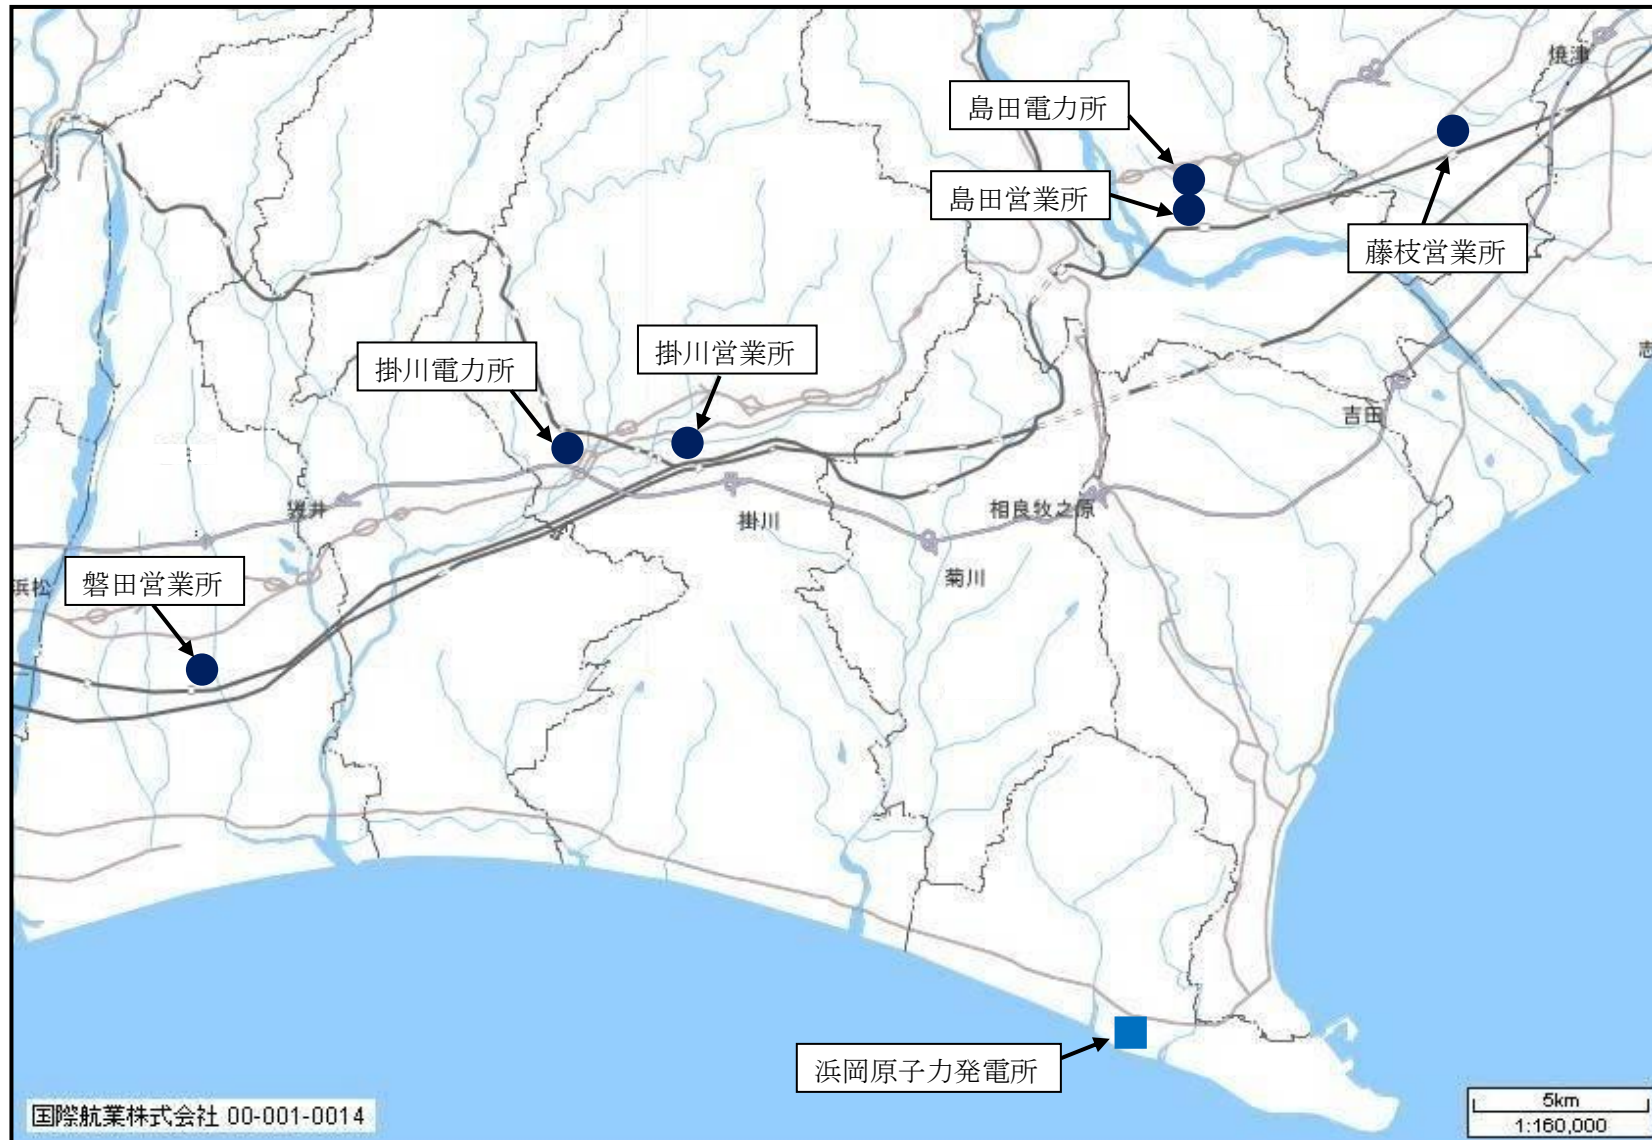 焼津
島田電力所
島田営業所
藤枝営業所
掛川営業所
掛川電力所
志
吉田
袋井
掛川
相良牧之原
菊川
浜松
磐田営業所
浜岡原子力発電所
国際航業株式会社 00-001-0014
5km
1:160,000